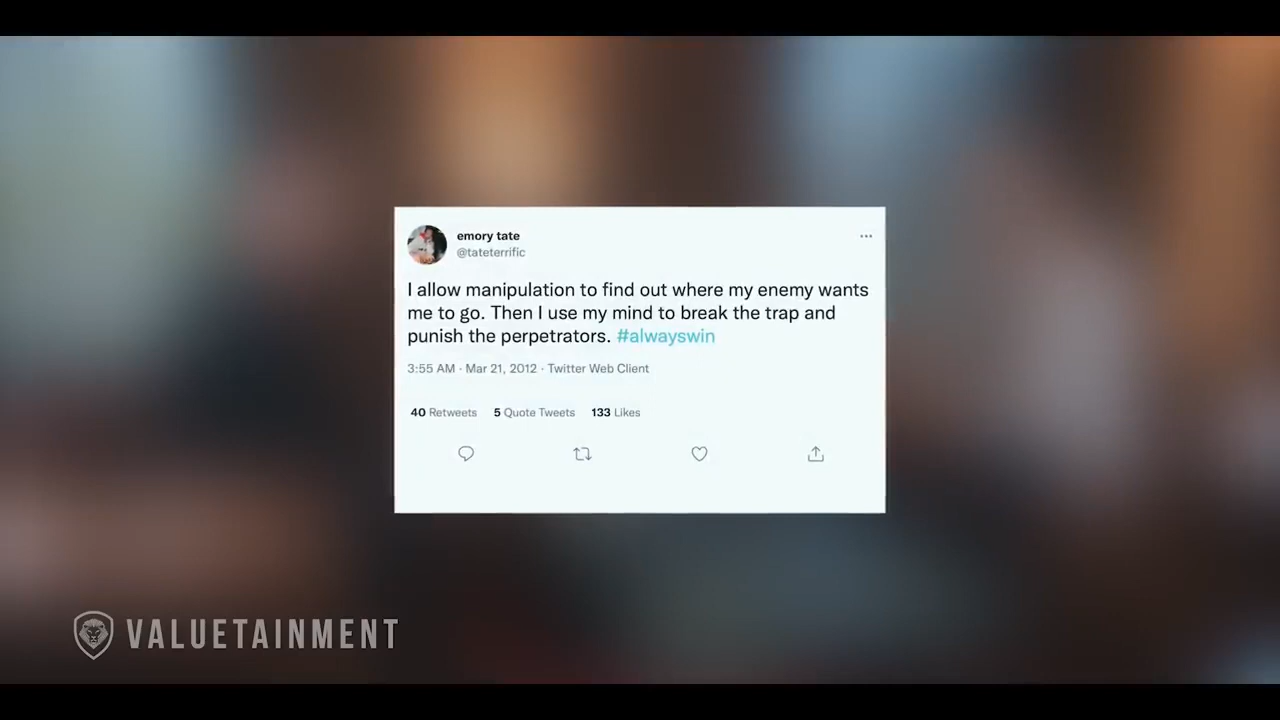 emory tate
@tateterrific
I allow manipulation to find out where my enemy wants
me to go. Then I use my mind to break the trap and
punish the perpetrators. #alwayswin
3:55 AM · Mar 21, 2012 · Twitter Web Client
40 Retweets 5 Quote Tweets 133 Likes
VALUETAINMENT